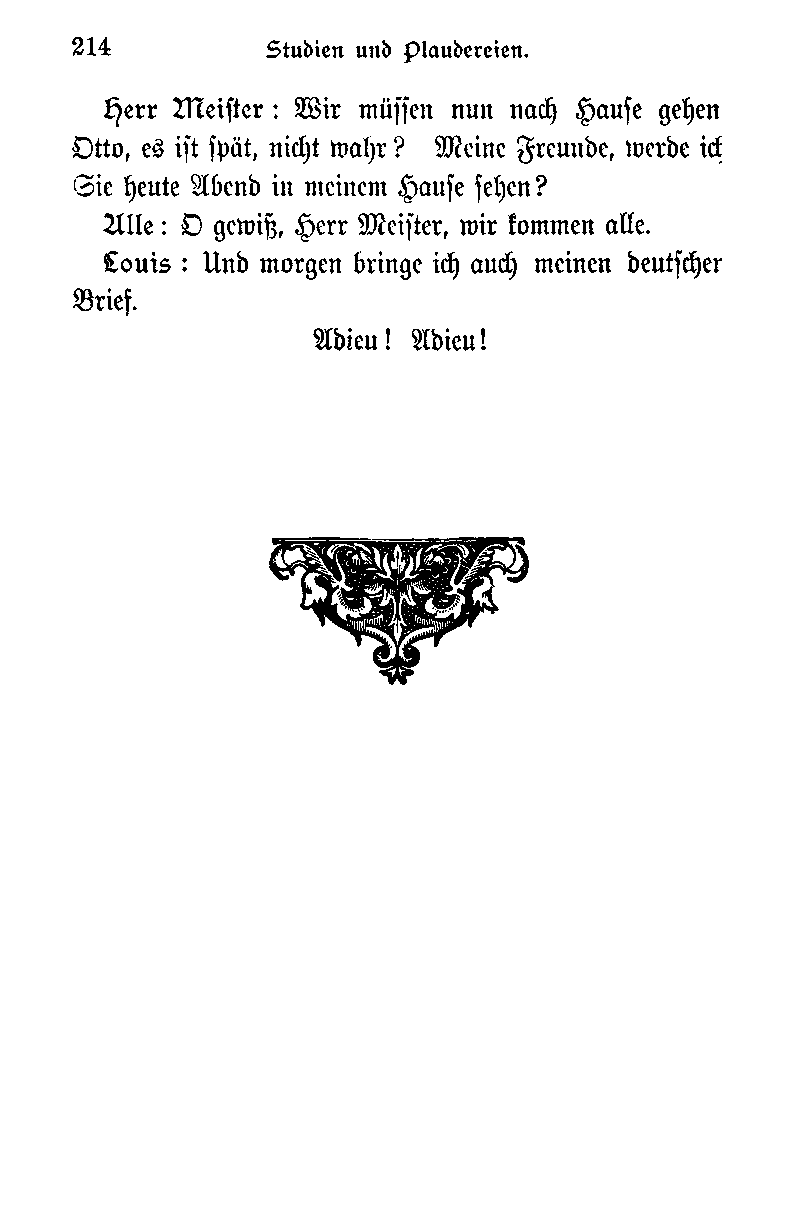 214 Studien und Plaudereien.
Herr Meister: Wir müssen nun nach Hause gehen
Otto, es ist spät, nicht wahr? Meine Freunde, werde ich
Sie heute Abend in meinem Hause sehen?
Alle: O gewiß, Herr Meister, wir kommen alle.
Louis: Und morgen bringe ich auch meinen deutscher
Brief.
Adieu! Adieu!